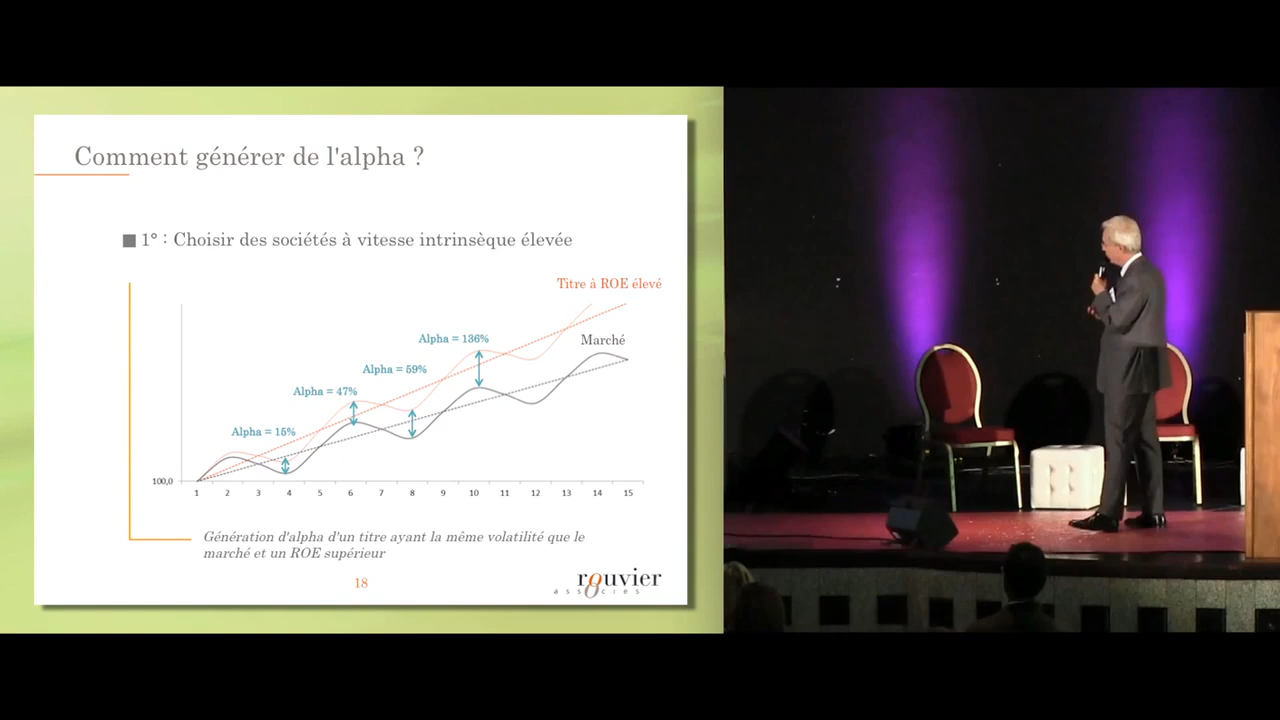 Comment générer de l'alpha ?
1° : Choisir des sociétés à vitesse intrinsèque élevée
Titre à ROE élevé
Marché
Alpha = 136%
Alpha = 59%
Alpha = 47%
Alpha = 15%
100,0
1 2 3 4 5 6 7 8 9 10 11 12 13 14 15
Génération d'alpha d'un titre ayant la même volatilité que le
marché et un ROE supérieur
18
rouvier
associés